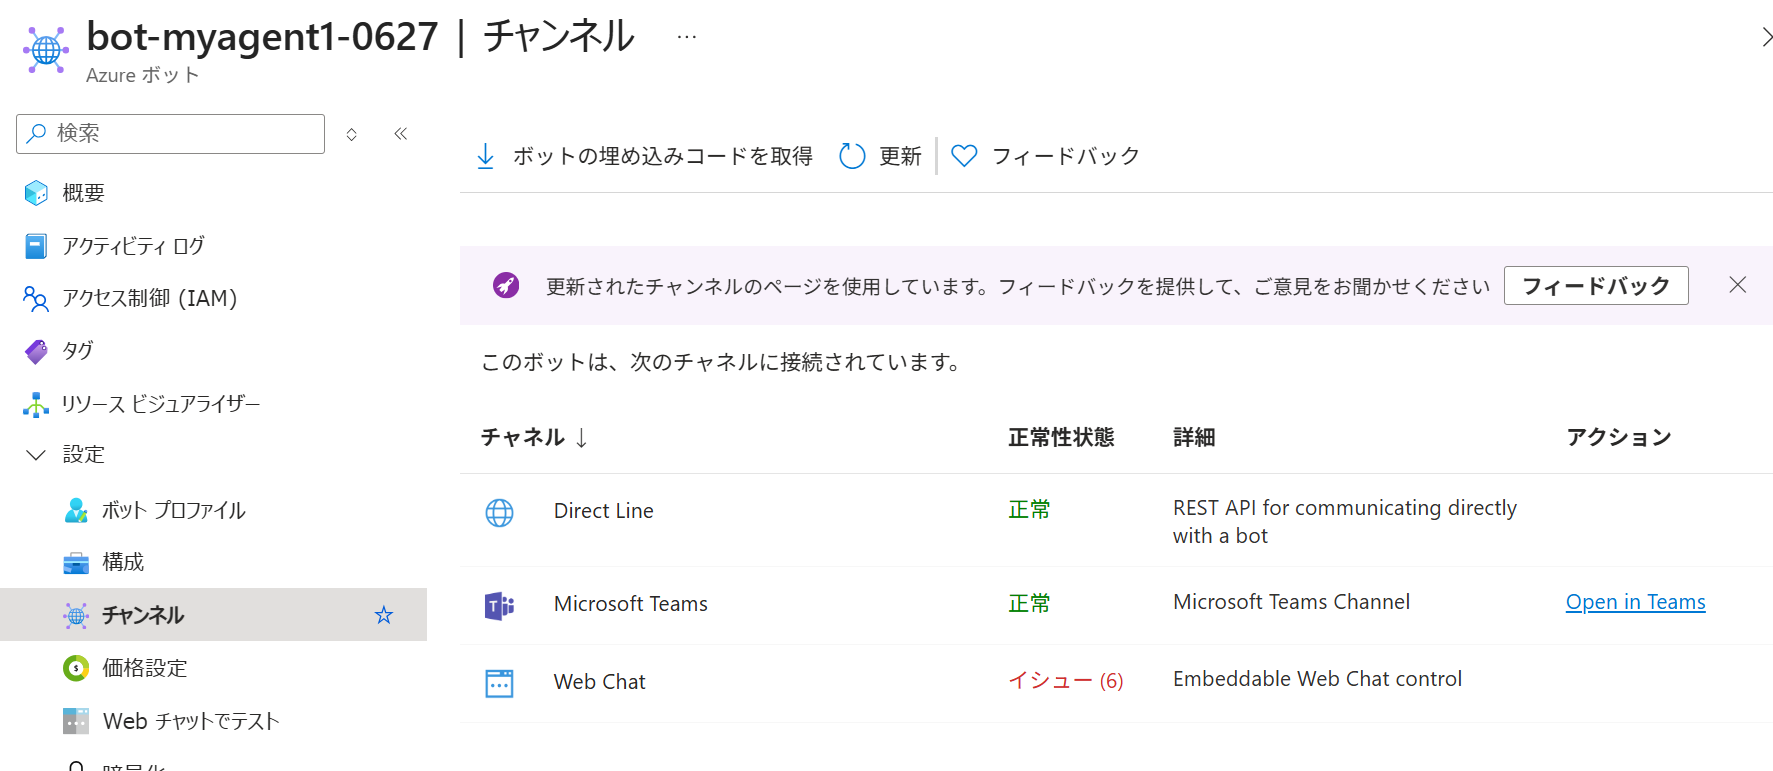 bot-myagent1-0627 | チャンネル ...
Azure ボット
検索
概要
アクティビティ ログ
アクセス制御 (IAM)
タグ
リソース ビジュアライザー
設定
ボット プロファイル
構成
チャンネル
価格設定
Web チャットでテスト
ボットの埋め込みコードを取得 更新 フィードバック
更新されたチャンネルのページを使用しています。フィードバックを提供して、ご意見をお聞かせください フィードバック
このボットは、次のチャネルに接続されています。
チャネル ↓ 正常性状態 詳細 アクション
Direct Line 正常 REST API for communicating directly
with a bot
Microsoft Teams 正常 Microsoft Teams Channel Open in Teams
Web Chat イシュー (6) Embeddable Web Chat control